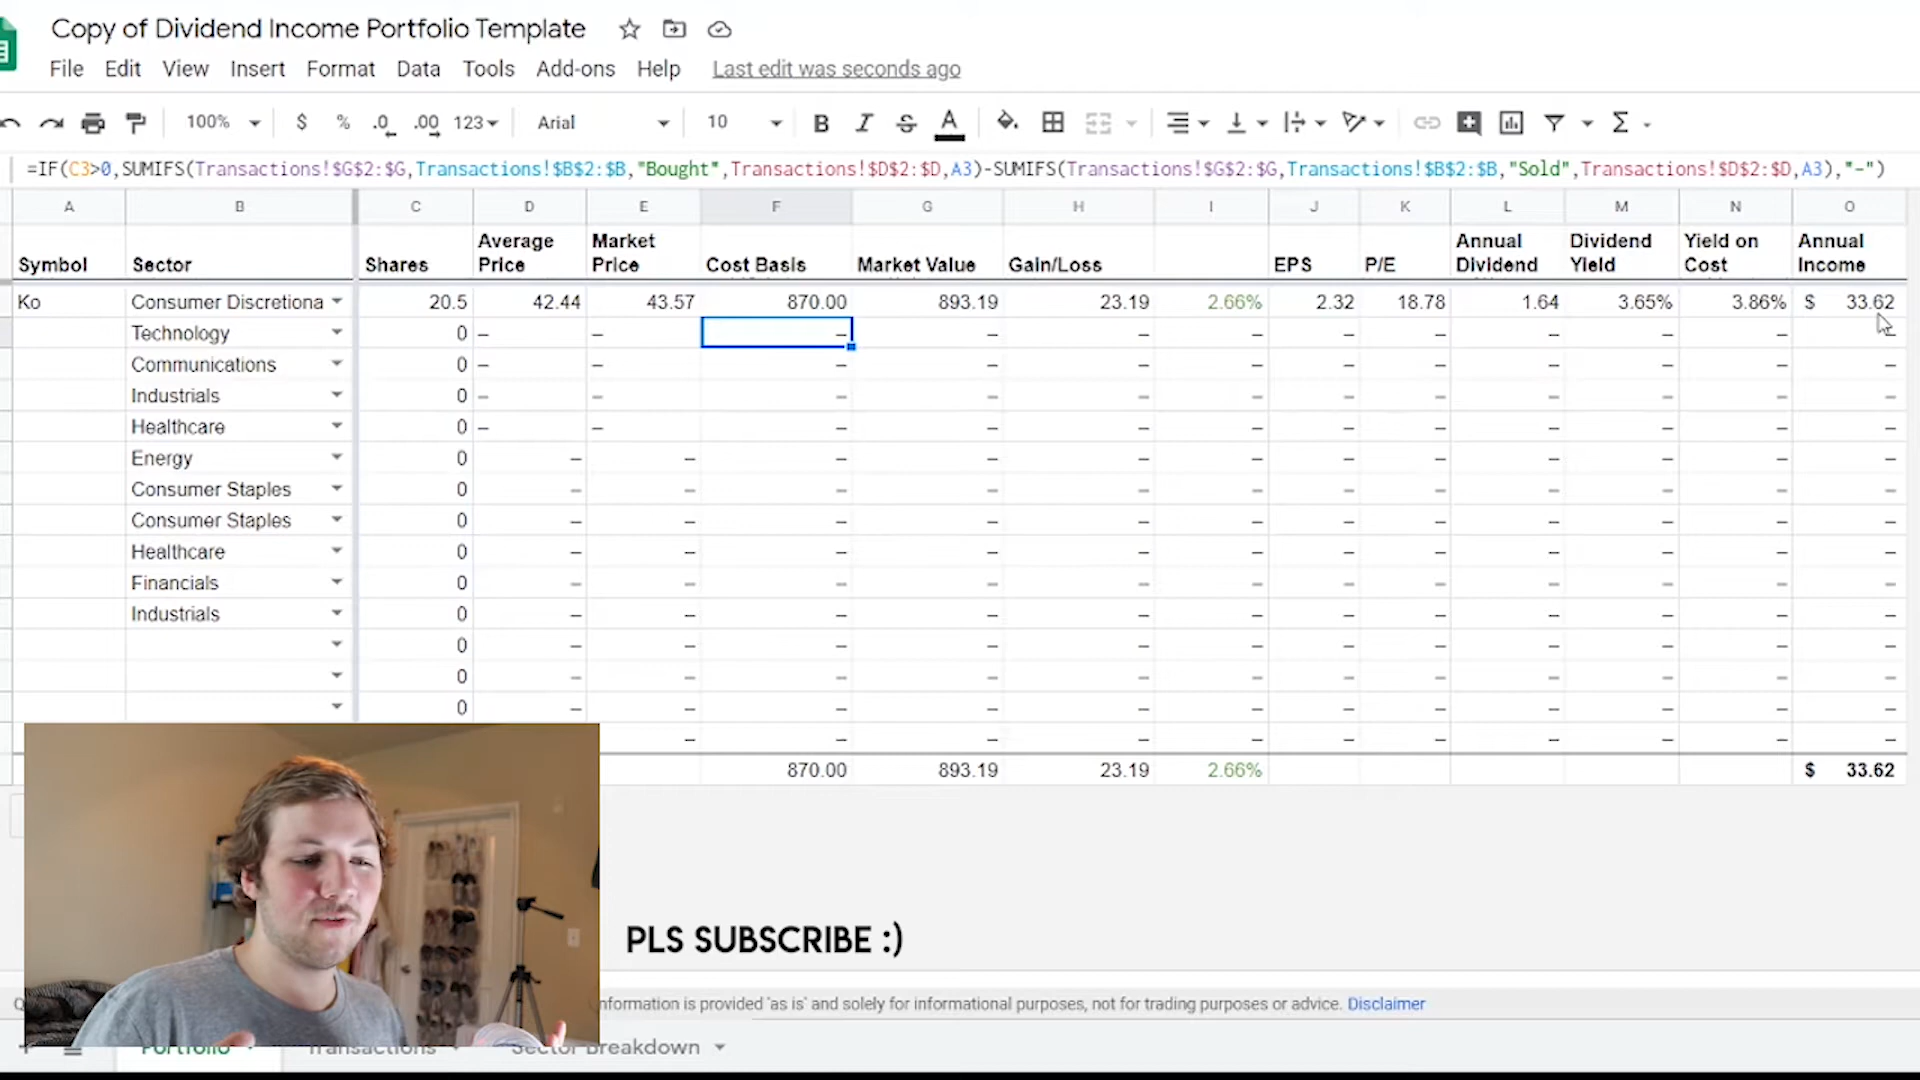 Copy of Dividend Income Portfolio Template
File Edit View Insert Format Data Tools Add-ons Help Last edit was seconds ago
100% $ % .0 .00 123 Arial 10 B I S A Σ
=IF(C3>0,SUMIFS(Transactions!$G$2:$G,Transactions!$B$2:$B,"Bought",Transactions!$D$2:$D,A3)-SUMIFS(Transactions!$G$2:$G,Transactions!$B$2:$B,"Sold",Transactions!$D$2:$D,A3),"–")
A B C D E F G H I J K L M N O
Symbol Sector Shares Average Price Market Price Cost Basis Market Value Gain/Loss EPS P/E Annual Dividend Dividend Yield Yield on Cost Annual Income
Ko Consumer Discretiona 20.5 42.44 43.57 870.00 893.19 23.19 2.66% 2.32 18.78 1.64 3.65% 3.86% $ 33.62
Technology 0 – – – – – – – – – – – –
Communications 0 – – – – – – – – – – – –
Industrials 0 – – – – – – – – – – – –
Healthcare 0 – – – – – – – – – – – –
Energy 0 – – – – – – – – – – – –
Consumer Staples 0 – – – – – – – – – – – –
Consumer Staples 0 – – – – – – – – – – – –
Healthcare 0 – – – – – – – – – – – –
Financials 0 – – – – – – – – – – – –
Industrials 0 – – – – – – – – – – – –
0 – – – – – – – – – – – –
0 – – – – – – – – – – – –
0 – – – – – – – – – – – –
– – – – – – – – – – –
870.00 893.19 23.19 2.66% $ 33.62
PLS SUBSCRIBE :)
information is provided 'as is' and solely for informational purposes, not for trading purposes or advice. Disclaimer
Portfolio Transactions Sector Breakdown